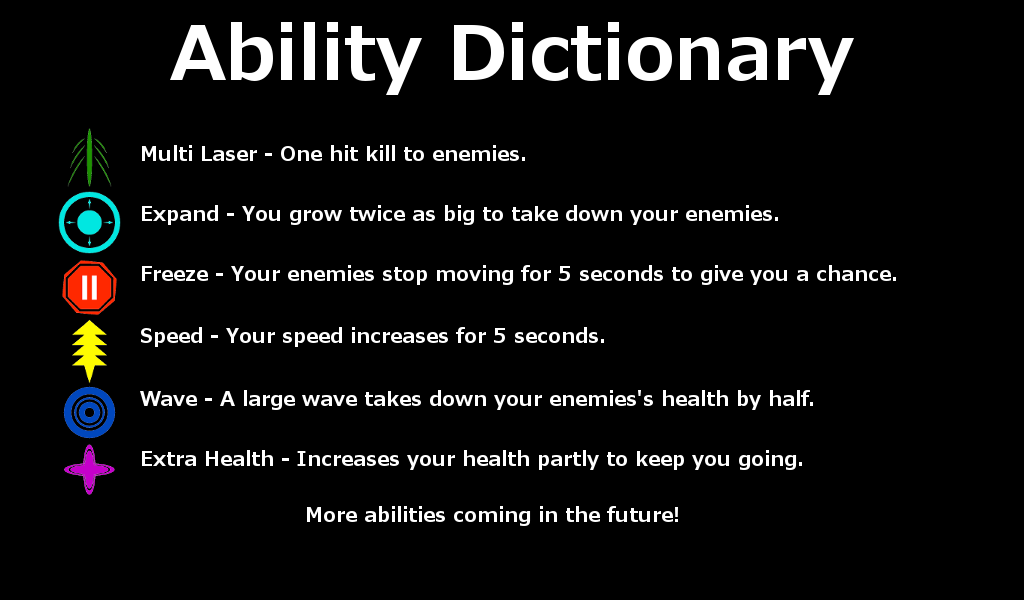 Ability Dictionary
Multi Laser - One hit kill to enemies.
Expand - You grow twice as big to take down your enemies.
Freeze - Your enemies stop moving for 5 seconds to give you a chance.
Speed - Your speed increases for 5 seconds.
Wave - A large wave takes down your enemies's health by half.
Extra Health - Increases your health partly to keep you going.
More abilities coming in the future!